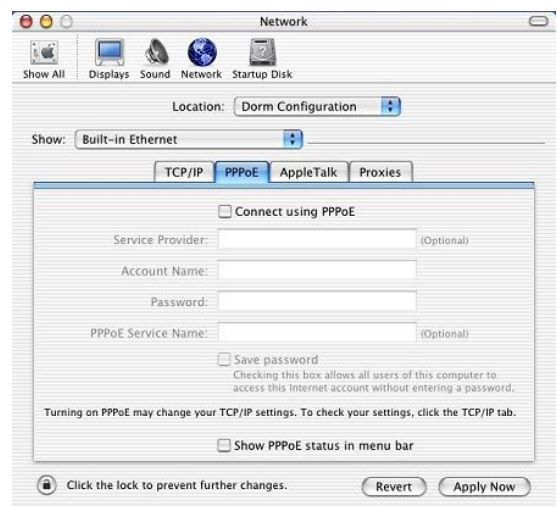 Network
Show All Displays Sound Network Startup Disk
Location: Dorm Configuration
Show: Built-in Ethernet
TCP/IP PPPoE AppleTalk Proxies
Connect using PPPoE
Service Provider: (Optional)
Account Name:
Password:
PPPoE Service Name: (Optional)
Save password
Checking this box allows all users of this computer to
access this Internet account without entering a password.
Turning on PPPoE may change your TCP/IP settings. To check your settings, click the TCP/IP tab.
Show PPPoE status in menu bar
Click the lock to prevent further changes. Revert Apply Now